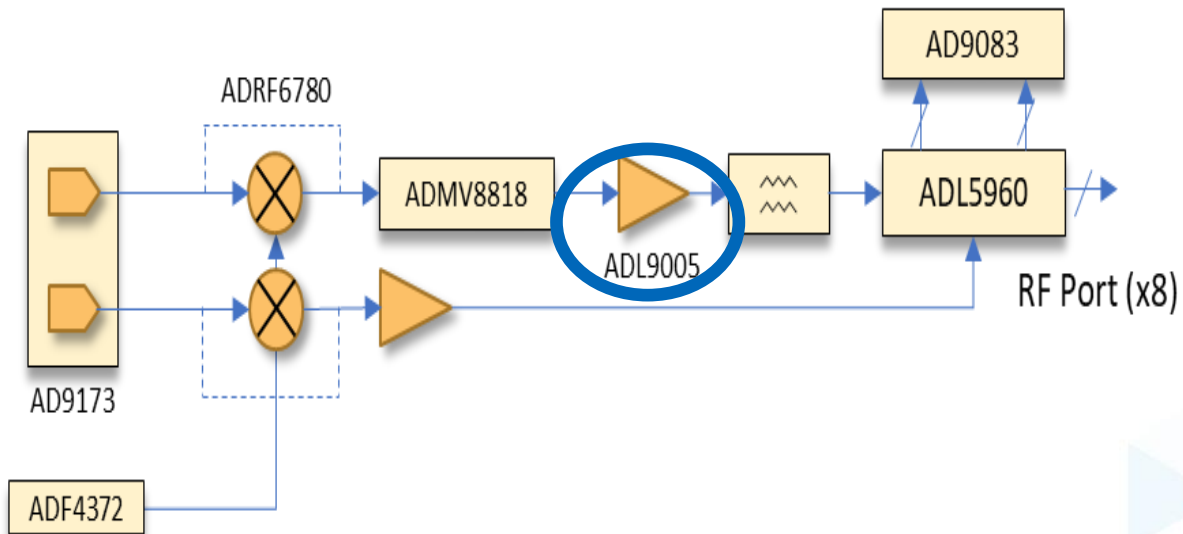 AD9083
ADRF6780
ADMV8818
ADL5960
ADL9005
RF Port (x8)
AD9173
ADF4372